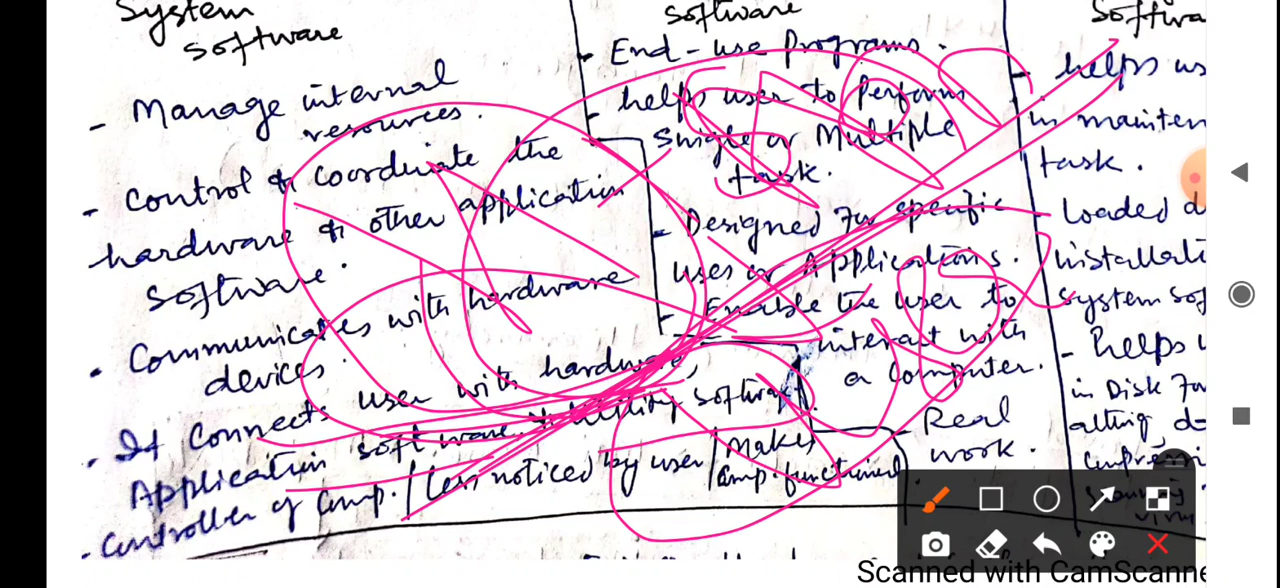 System
software
- Manage internal
resources.
- Control & coordinate the
hardware & other application
software.
- Communicates with hardware
devices
- It Connects user with hardware,
Application software & utility software
- Controller of Comp. / Less noticed by user / Makes
Comp. functional
software
- End-use Programs.
- helps user to Perform
Single or Multiple
task.
- Designed for specific
uses or Applications.
- Enable the user to
interact with
a Computer.
- Real
work.
Softwa
- helps us
in mainten
task.
Loaded d
installati
System sof
- helps u
in Disk
Scanned with CamScanne